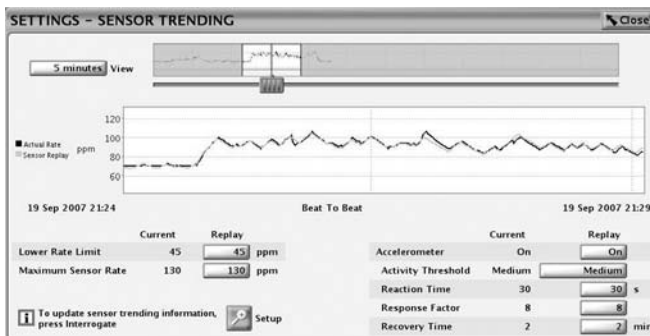 SETTINGS – SENSOR TRENDING
Close
5 minutes View
120
100
80
60
ppm
Actual Rate
Sensor Replay
19 Sep 2007 21:24 Beat To Beat 19 Sep 2007 21:29
Current Replay
Lower Rate Limit 45 45 ppm
Maximum Sensor Rate 130 130 ppm
i To update sensor trending information,
press Interrogate
Setup
Current Replay
Accelerometer On On
Activity Threshold Medium Medium
Reaction Time 30 30 s
Response Factor 8 8
Recovery Time 2 2 min